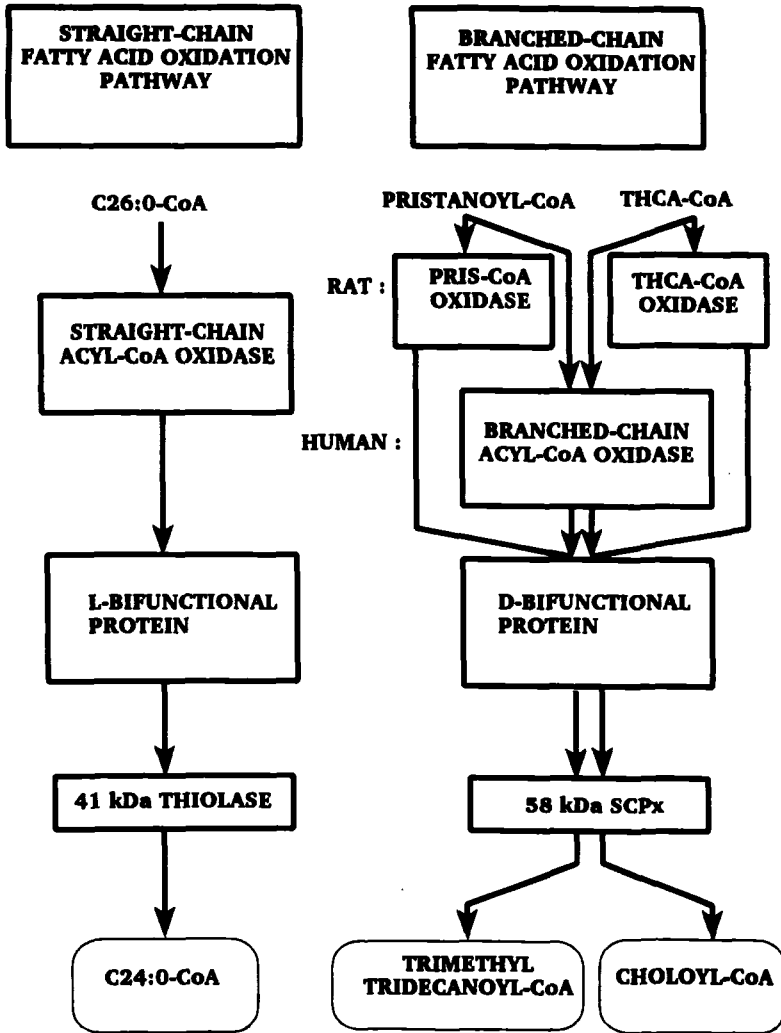 STRAIGHT-CHAIN
FATTY ACID OXIDATION
PATHWAY
BRANCHED-CHAIN
FATTY ACID OXIDATION
PATHWAY
C26:0-CoA
PRISTANOYL-CoA
THCA-CoA
RAT :
PRIS-CoA
OXIDASE
THCA-CoA
OXIDASE
STRAIGHT-CHAIN
ACYL-CoA OXIDASE
HUMAN :
BRANCHED-CHAIN
ACYL-CoA OXIDASE
L-BIFUNCTIONAL
PROTEIN
D-BIFUNCTIONAL
PROTEIN
41 kDa THIOLASE
58 kDa SCPx
C24:0-CoA
TRIMETHYL
TRIDECANOYL-CoA
CHOLOYL-CoA